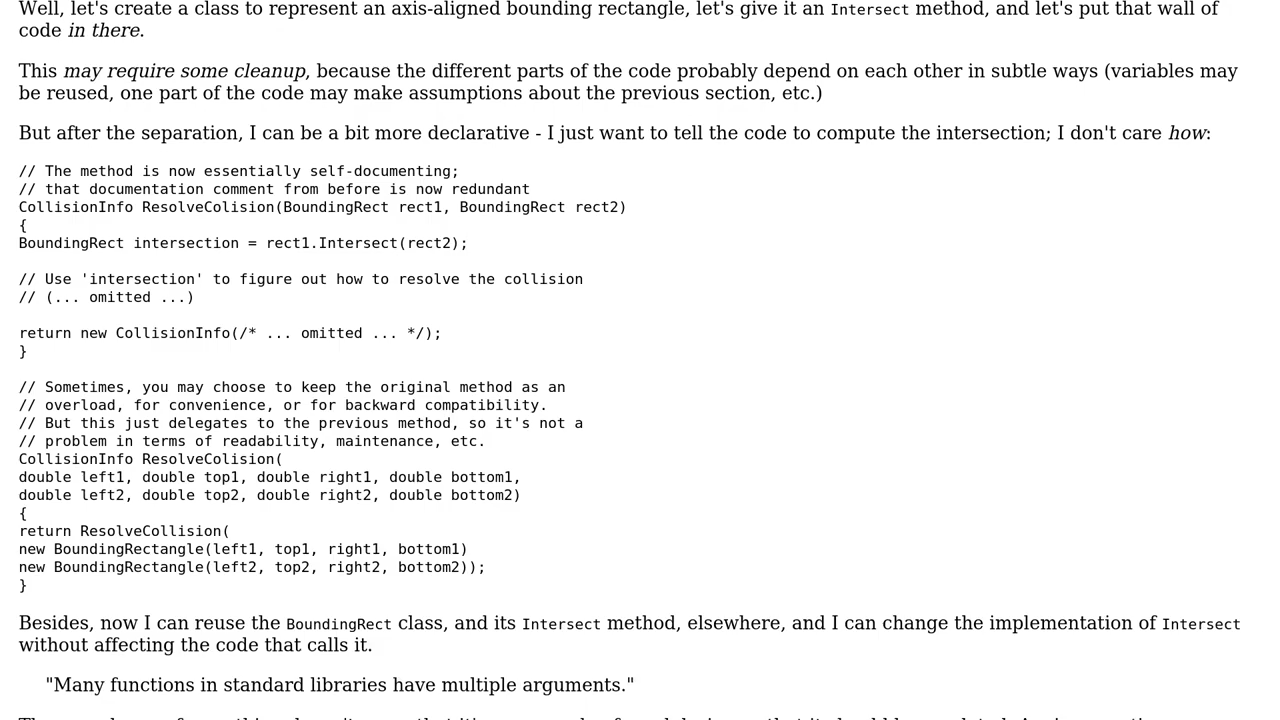 Well, let's create a class to represent an axis-aligned bounding rectangle, let's give it an Intersect method, and let's put that wall of
code in there.
This may require some cleanup, because the different parts of the code probably depend on each other in subtle ways (variables may
be reused, one part of the code may make assumptions about the previous section, etc.)
But after the separation, I can be a bit more declarative - I just want to tell the code to compute the intersection; I don't care how:
// The method is now essentially self-documenting;
// that documentation comment from before is now redundant
CollisionInfo ResolveColision(BoundingRect rect1, BoundingRect rect2)
{
BoundingRect intersection = rect1.Intersect(rect2);
// Use 'intersection' to figure out how to resolve the collision
// (... omitted ...)
return new CollisionInfo(/* ... omitted ... */);
}
// Sometimes, you may choose to keep the original method as an
// overload, for convenience, or for backward compatibility.
// But this just delegates to the previous method, so it's not a
// problem in terms of readability, maintenance, etc.
CollisionInfo ResolveColision(
double left1, double top1, double right1, double bottom1,
double left2, double top2, double right2, double bottom2)
{
return ResolveCollision(
new BoundingRectangle(left1, top1, right1, bottom1)
new BoundingRectangle(left2, top2, right2, bottom2));
}
Besides, now I can reuse the BoundingRect class, and its Intersect method, elsewhere, and I can change the implementation of Intersect
without affecting the code that calls it.
"Many functions in standard libraries have multiple arguments."